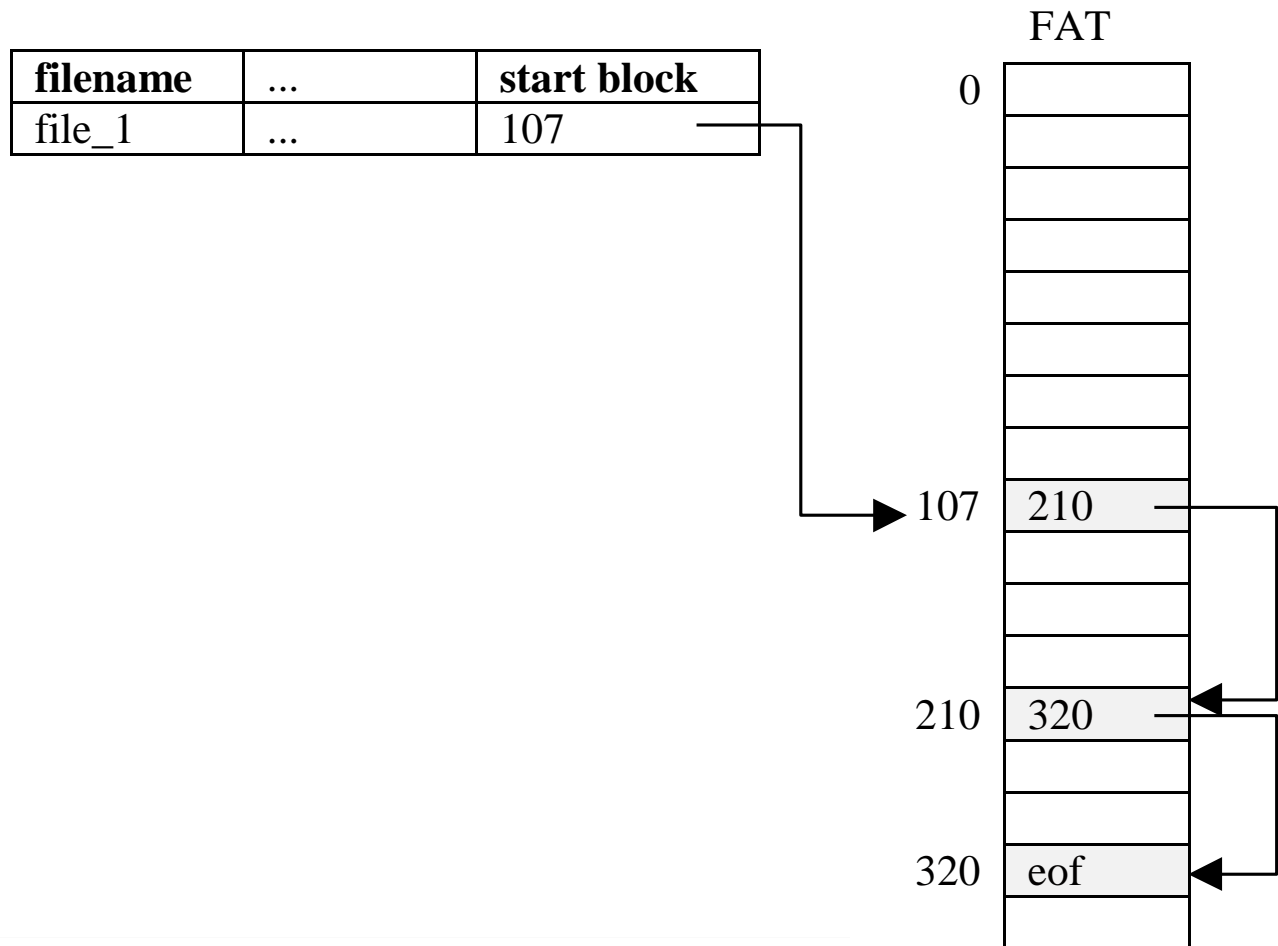 FAT
filename ... start block
file_1 ... 107
0
107 210
210 320
320 eof